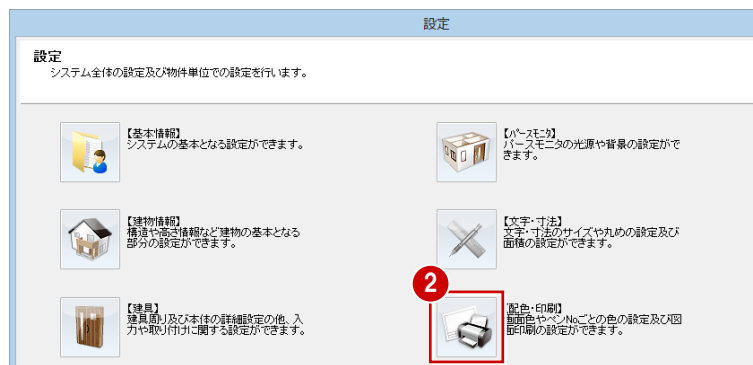 設定
設定
システム全体の設定及び物件単位での設定を行います。
【基本情報】
システムの基本となる設定ができます。
【パースモニタ】
パースモニタの光源や背景の設定がで
きます。
【建物情報】
構造や高さ情報など建物の基本となる
部分の設定ができます。
【文字・寸法】
文字・寸法のサイズや丸めの設定及び
面積の設定ができます。
【建具】
建具周り及び本体の詳細設定の他、入
力や取り付けに関する設定ができます。
2
【配色・印刷】
画面色やペンNoごとの色の設定及び図
面印刷の設定ができます。